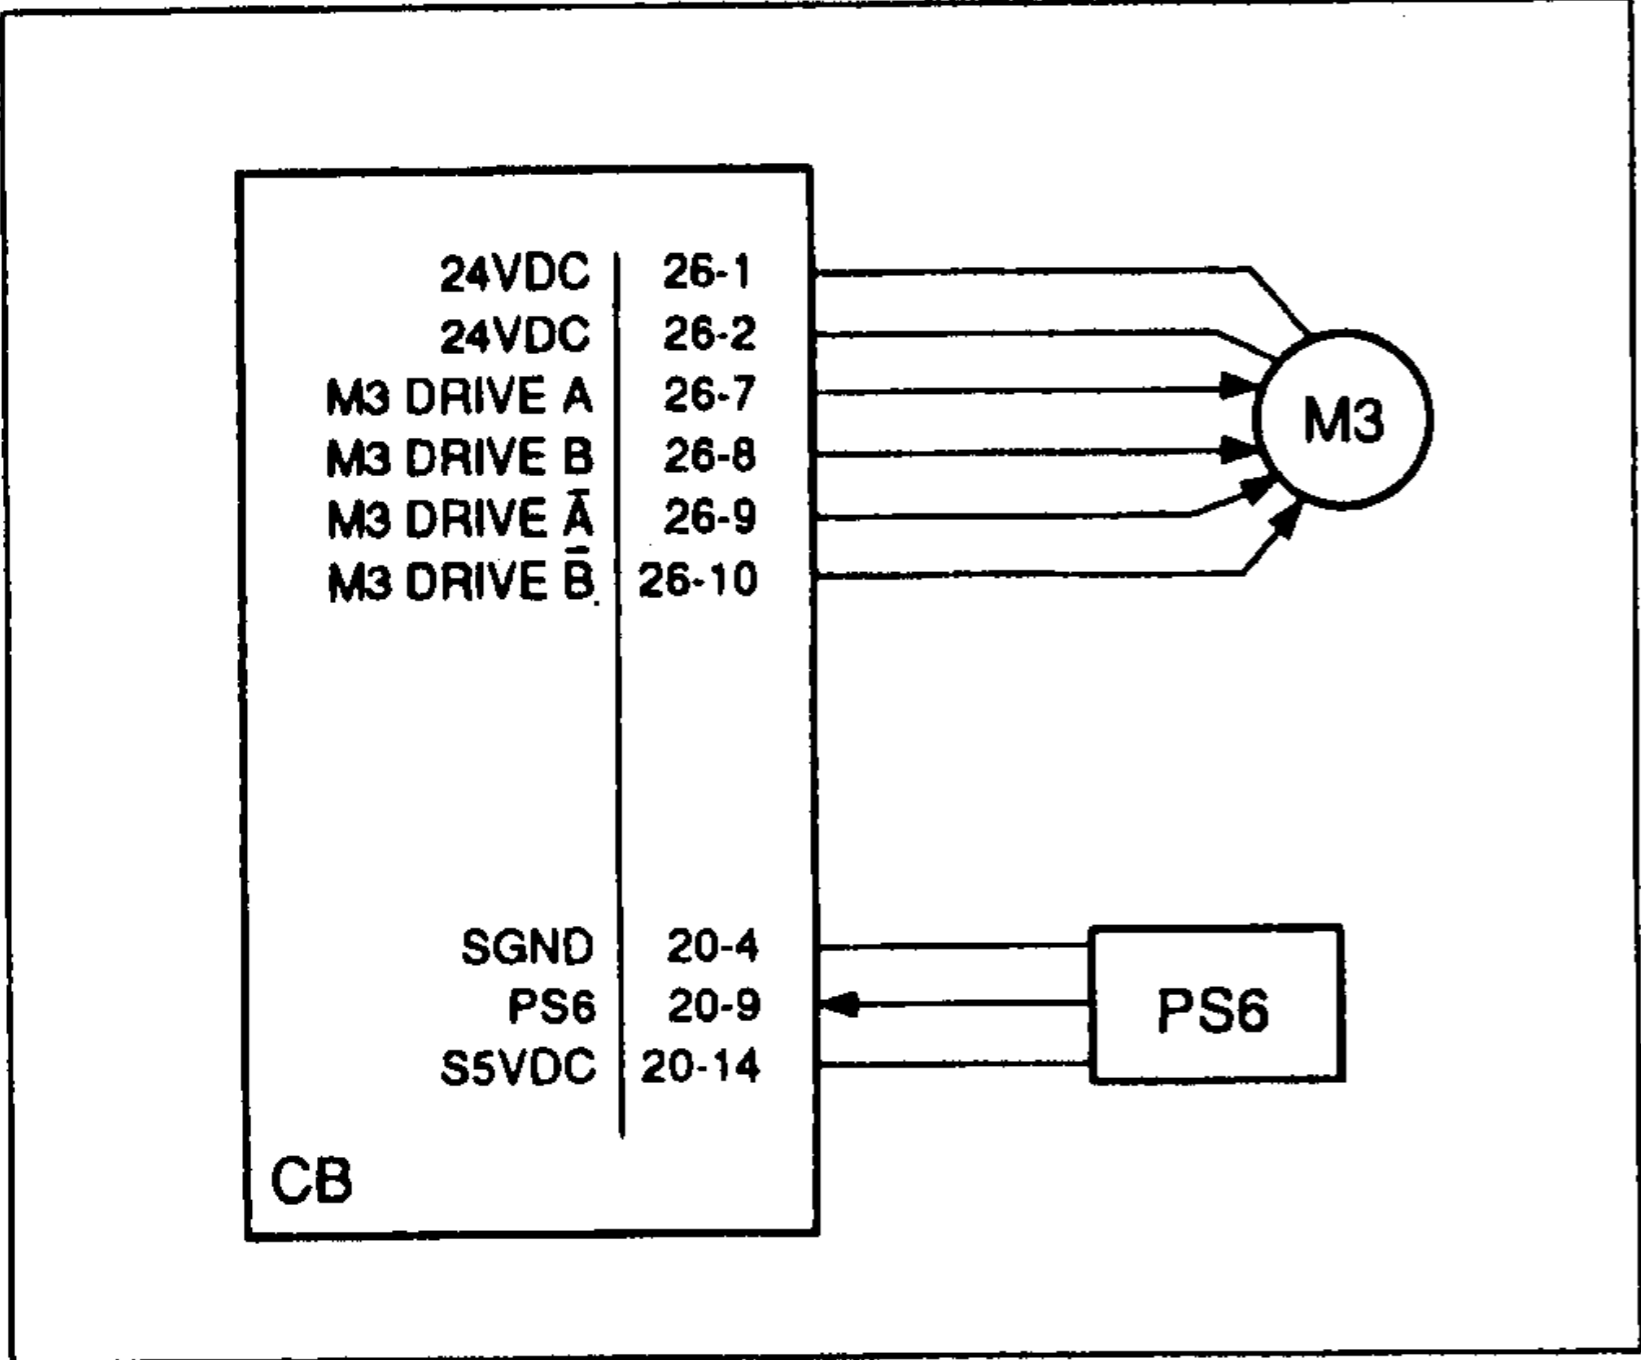 24VDC 26-1
24VDC 26-2
M3 DRIVE A 26-7
M3
M3 DRIVE B 26-8
M3 DRIVE A̅ 26-9
M3 DRIVE B̅ 26-10
SGND 20-4
PS6 20-9
PS6
S5VDC 20-14
CB